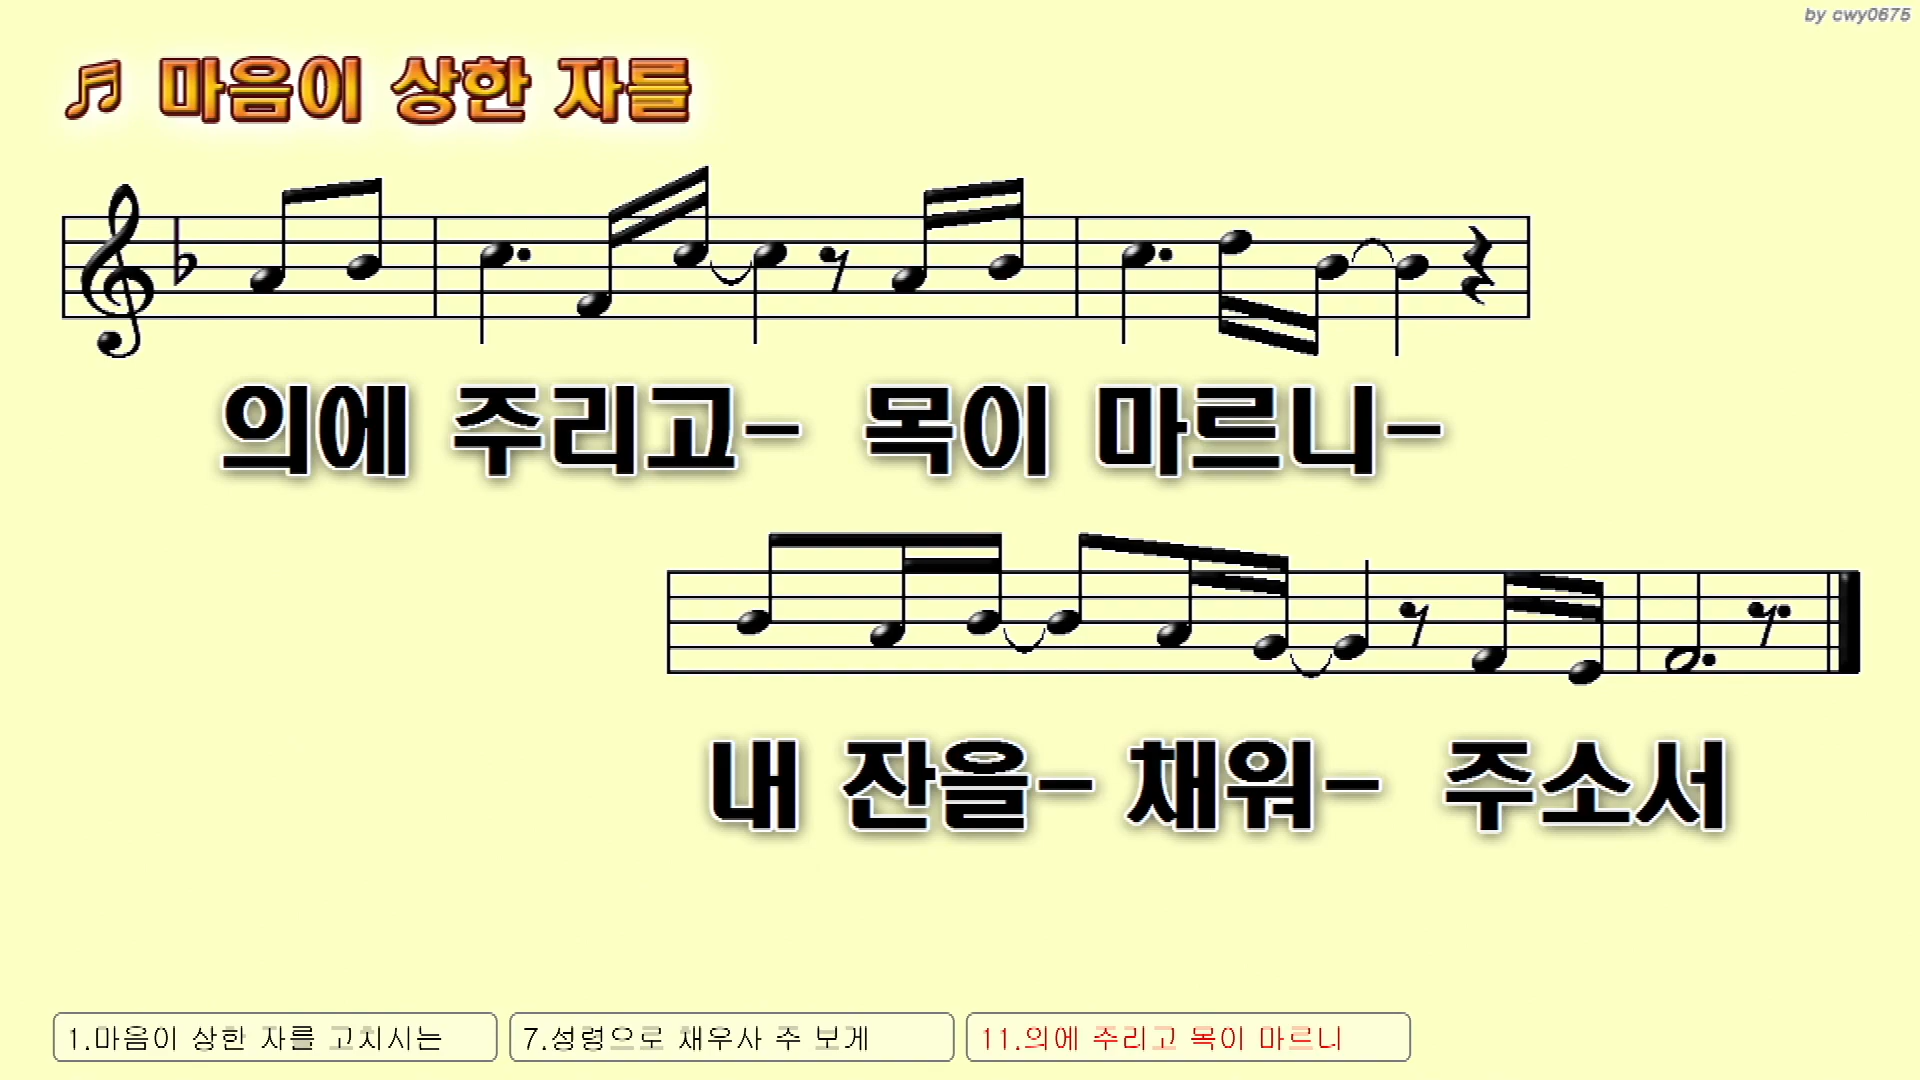 by cwy0675
♬ 마음이 상한 자를
의에 주리고- 목이 마르니-
내 잔을- 채워- 주소서
1.마음이 상한 자를 고치시는
7.성령으로 채우사 주 보게
11.의에 주리고 목이 마르니